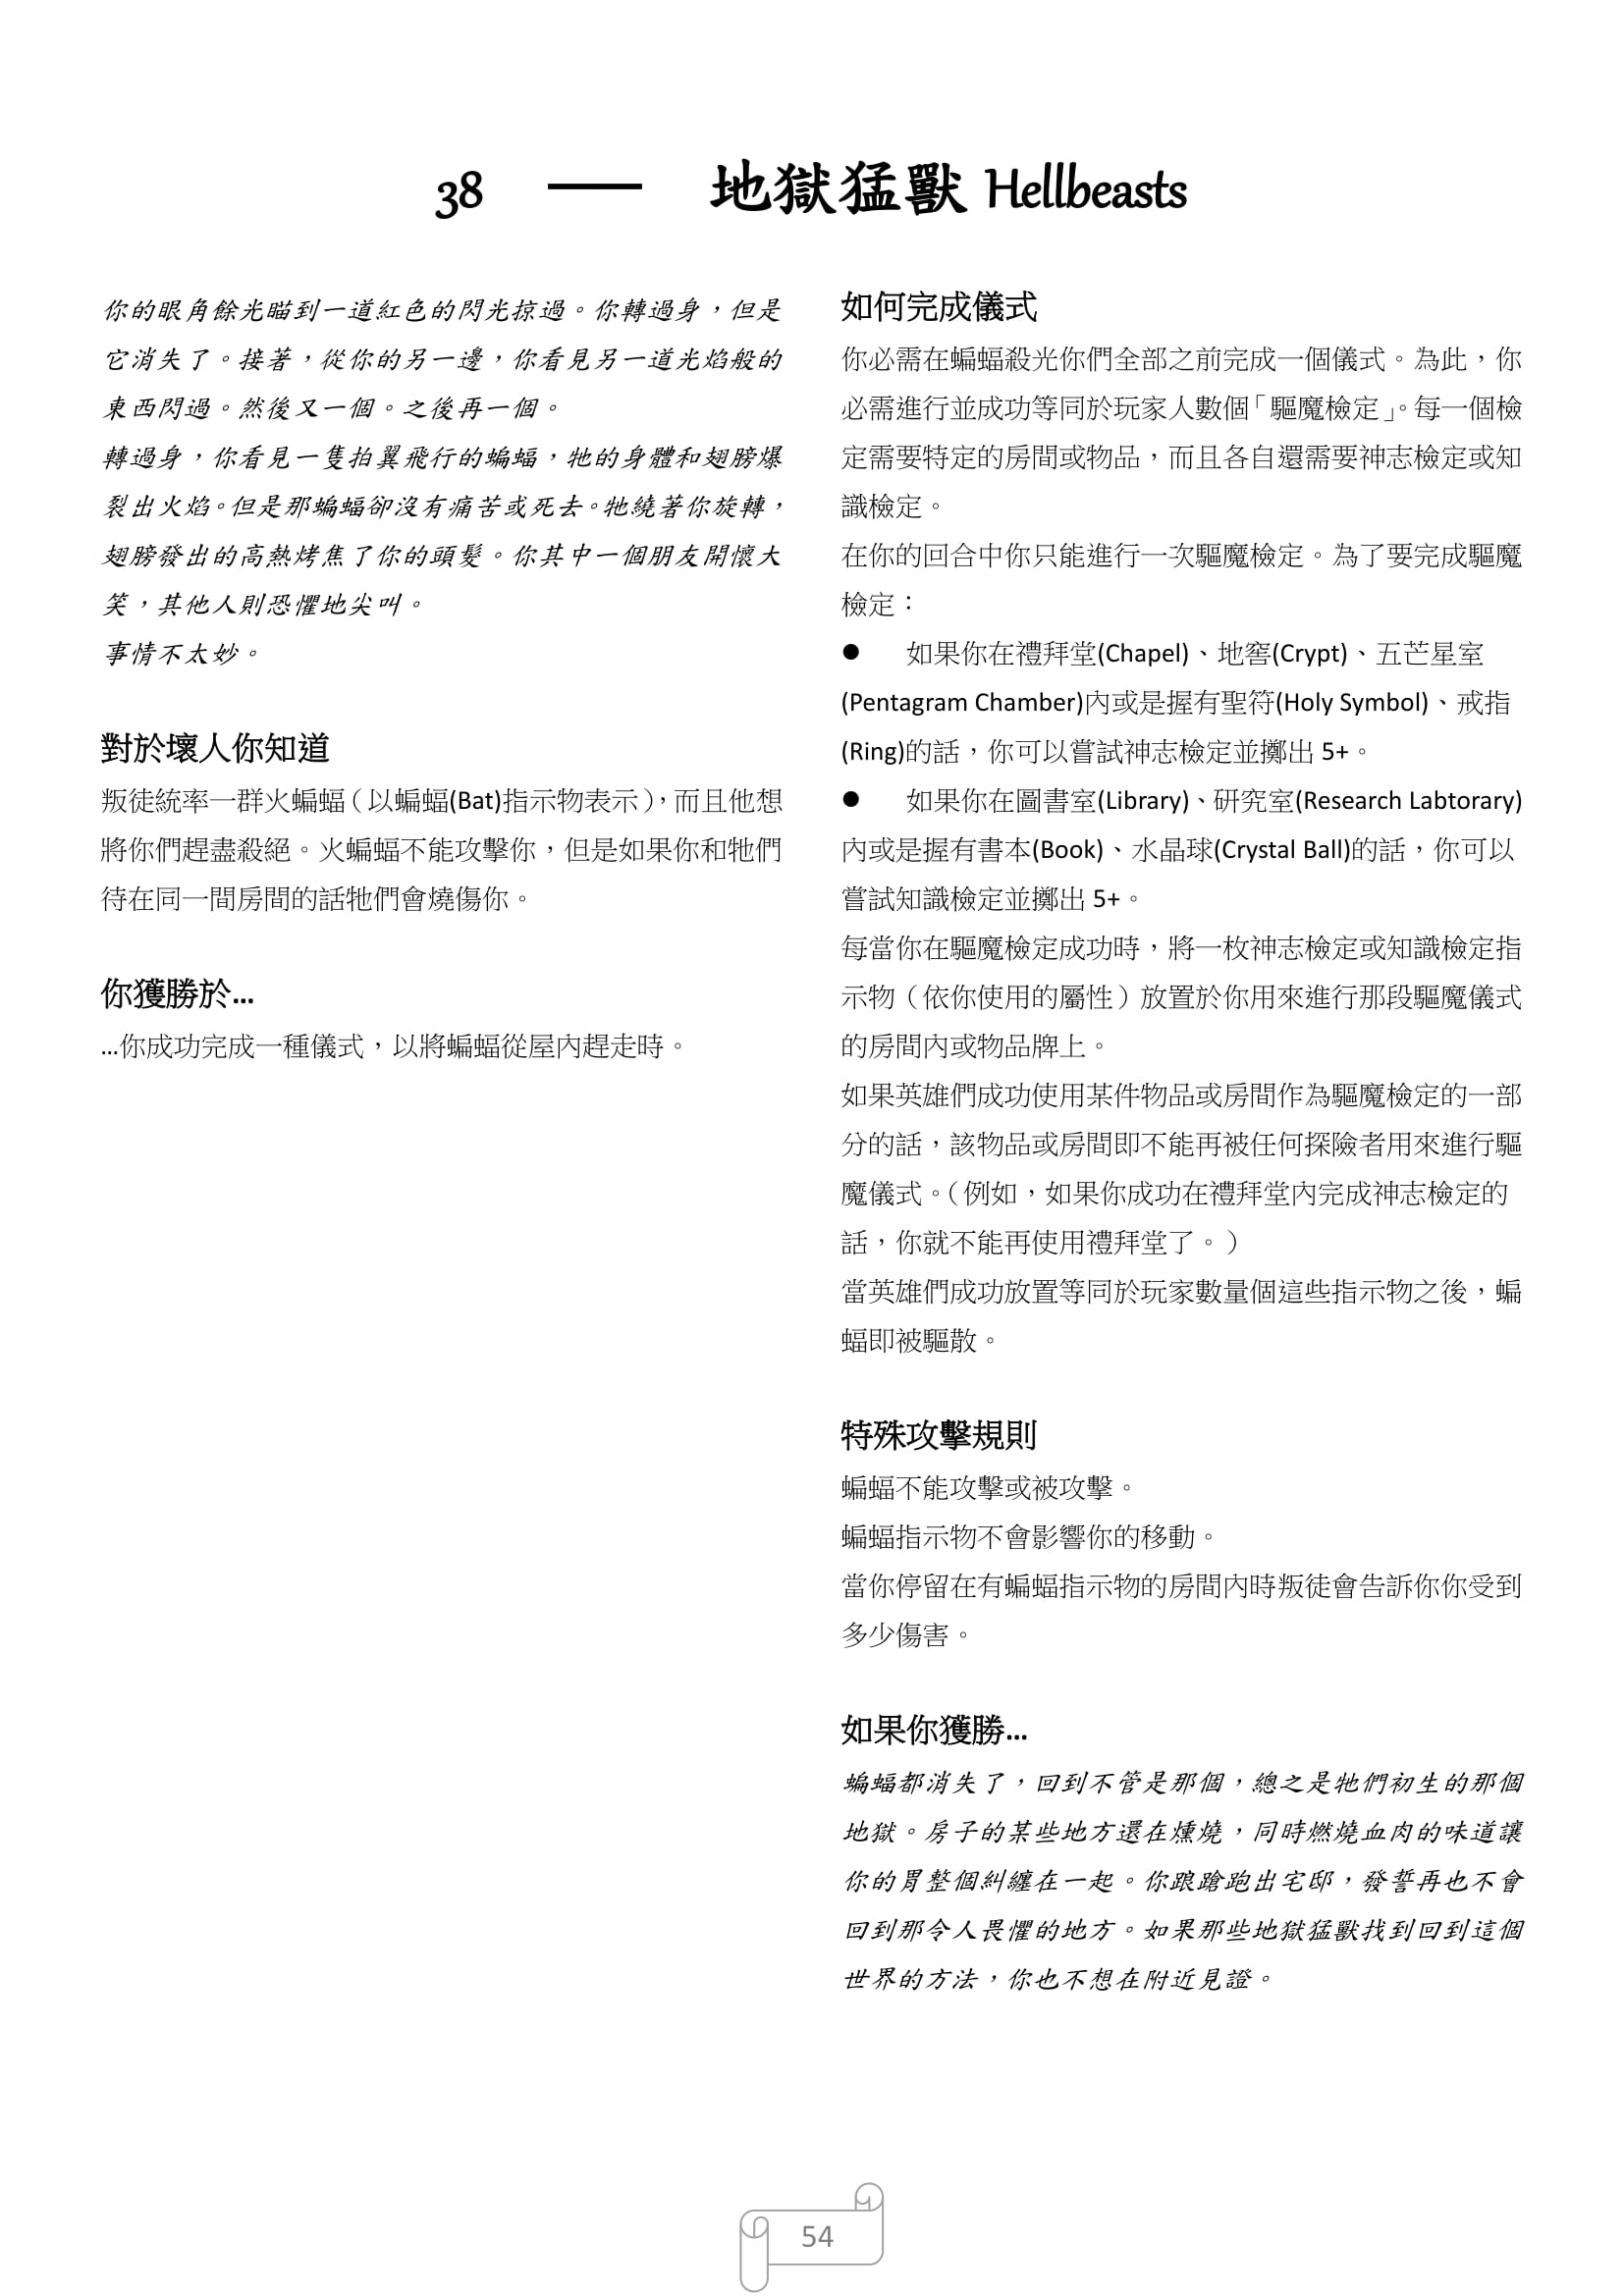 38 — 地獄猛獸 Hellbeasts
你的眼角餘光瞄到一道紅色的閃光掠過。你轉過身，但是
它消失了。接著，從你的另一邊，你看見另一道光焰般的
東西閃過。然後又一個。之後再一個。
轉過身，你看見一隻拍翼飛行的蝙蝠，牠的身體和翅膀爆
裂出火焰。但是那蝙蝠卻沒有痛苦或死去。牠繞著你旋轉，
翅膀發出的高熱烤焦了你的頭髮。你其中一個朋友開懷大
笑，其他人則恐懼地尖叫。
事情不太妙。
對於壞人你知道
叛徒統率一群火蝙蝠（以蝙蝠(Bat)指示物表示），而且他想
將你們趕盡殺絕。火蝙蝠不能攻擊你，但是如果你和牠們
待在同一間房間的話牠們會燒傷你。
你獲勝於…
…你成功完成一種儀式，以將蝙蝠從屋內趕走時。
如何完成儀式
你必需在蝙蝠殺光你們全部之前完成一個儀式。為此，你
必需進行並成功等同於玩家人數個「驅魔檢定」。每一個檢
定需要特定的房間或物品，而且各自還需要神志檢定或知
識檢定。
在你的回合中你只能進行一次驅魔檢定。為了要完成驅魔
檢定：
● 如果你在禮拜堂(Chapel)、地窖(Crypt)、五芒星室
(Pentagram Chamber)內或是握有聖符(Holy Symbol)、戒指
(Ring)的話，你可以嘗試神志檢定並擲出 5+。
● 如果你在圖書室(Library)、研究室(Research Labtorary)
內或是握有書本(Book)、水晶球(Crystal Ball)的話，你可以
嘗試知識檢定並擲出 5+。
每當你在驅魔檢定成功時，將一枚神志檢定或知識檢定指
示物（依你使用的屬性）放置於你用來進行那段驅魔儀式
的房間內或物品牌上。
如果英雄們成功使用某件物品或房間作為驅魔檢定的一部
分的話，該物品或房間即不能再被任何探險者用來進行驅
魔儀式。（例如，如果你成功在禮拜堂內完成神志檢定的
話，你就不能再使用禮拜堂了。）
當英雄們成功放置等同於玩家數量個這些指示物之後，蝙
蝠即被驅散。
特殊攻擊規則
蝙蝠不能攻擊或被攻擊。
蝙蝠指示物不會影響你的移動。
當你停留在有蝙蝠指示物的房間內時叛徒會告訴你你受到
多少傷害。
如果你獲勝…
蝙蝠都消失了，回到不管是那個，總之是牠們初生的那個
地獄。房子的某些地方還在燻燒，同時燃燒血肉的味道讓
你的胃整個糾纏在一起。你踉蹌跑出宅邸，發誓再也不會
回到那令人畏懼的地方。如果那些地獄猛獸找到回到這個
世界的方法，你也不想在附近見證。
54